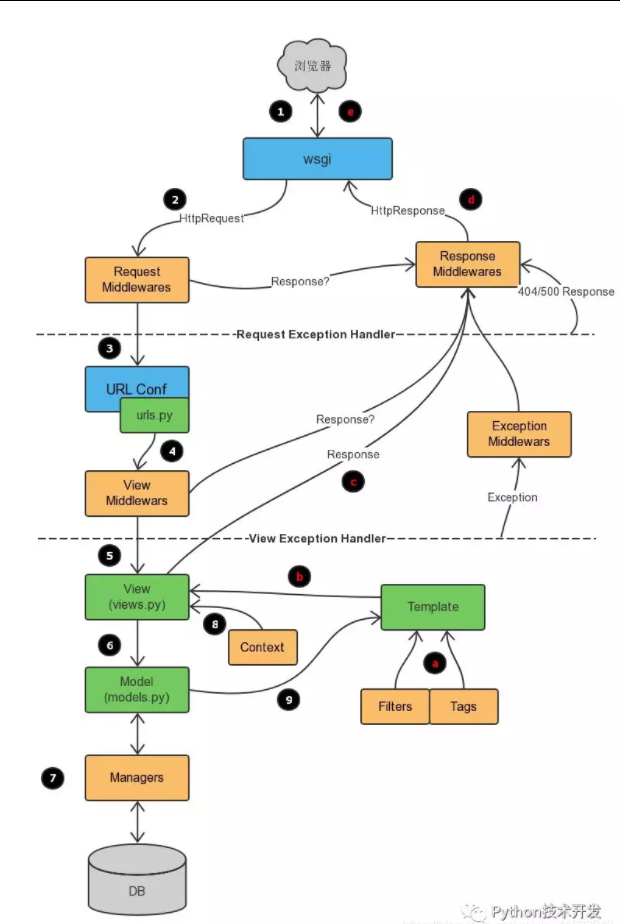 浏览器
1
e
wsgi
2
HttpRequest
HttpResponse
d
Request
Middlewares
Response?
Response
Middlewares
404/500 Response
Request Exception Handler
3
URL Conf
urls.py
4
Response?
Response
c
Exception
Middlewars
View
Middlewars
Exception
View Exception Handler
5
View
(views.py)
b
Template
8
Context
6
Model
(models.py)
9
a
Filters
Tags
7
Managers
DB
Python技术开发